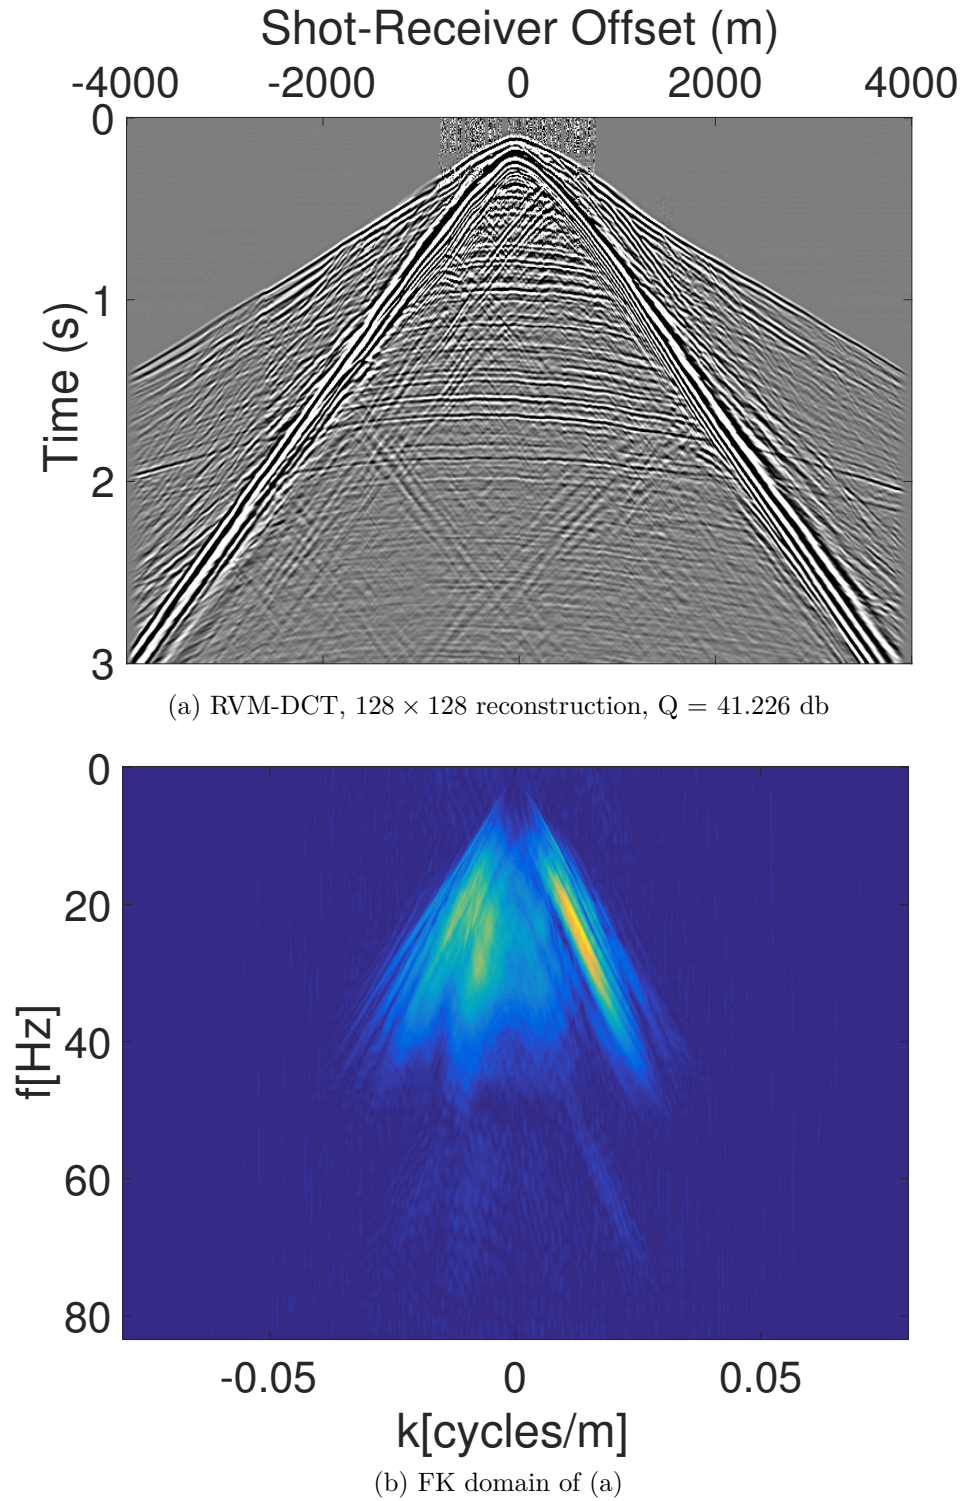 Shot-Receiver Offset (m)
-4000 -2000 0 2000 4000
0
1
2
3
Time (s)
(a) RVM-DCT, 128 × 128 reconstruction, Q = 41.226 db
0
20
40
60
80
f[Hz]
-0.05 0 0.05
k[cycles/m]
(b) FK domain of (a)